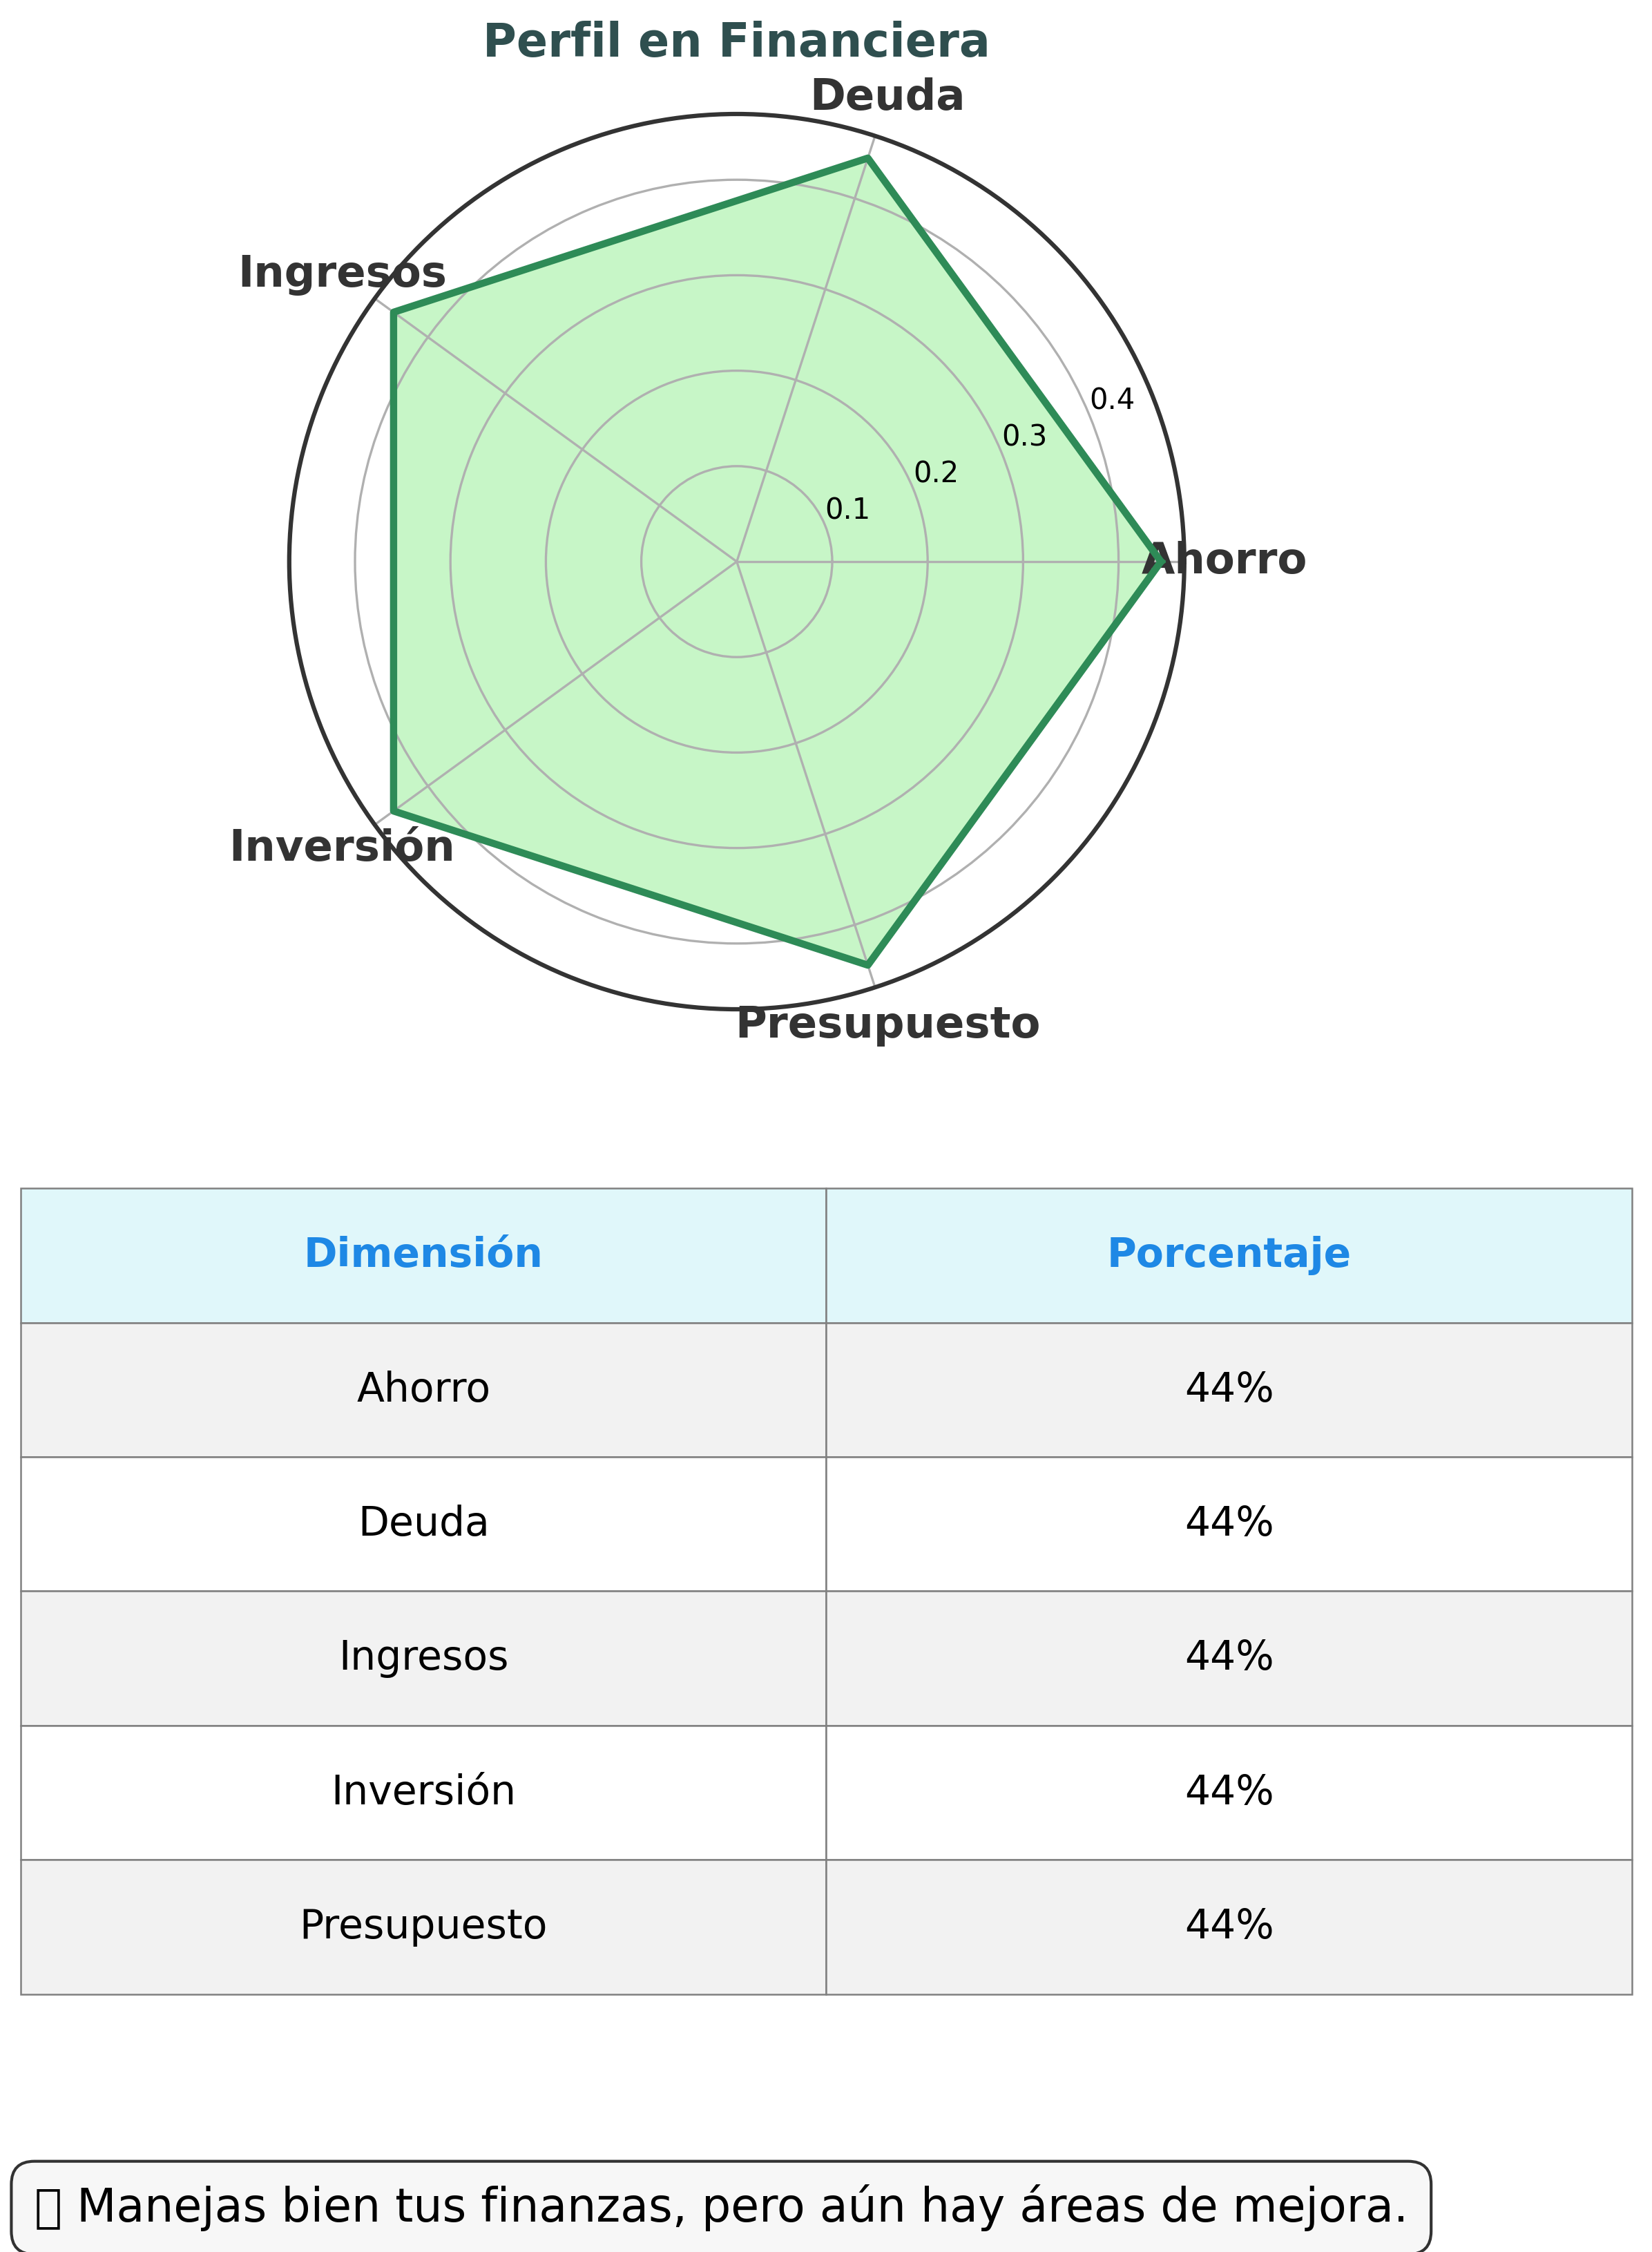 Perfil en Financiera
Deuda
Ingresos
0.4
0.3
0.2
0.1
Ahorro
Inversión
Presupuesto
Dimensión Porcentaje
Ahorro 44%
Deuda 44%
Ingresos 44%
Inversión 44%
Presupuesto 44%
Manejas bien tus finanzas, pero aún hay áreas de mejora.